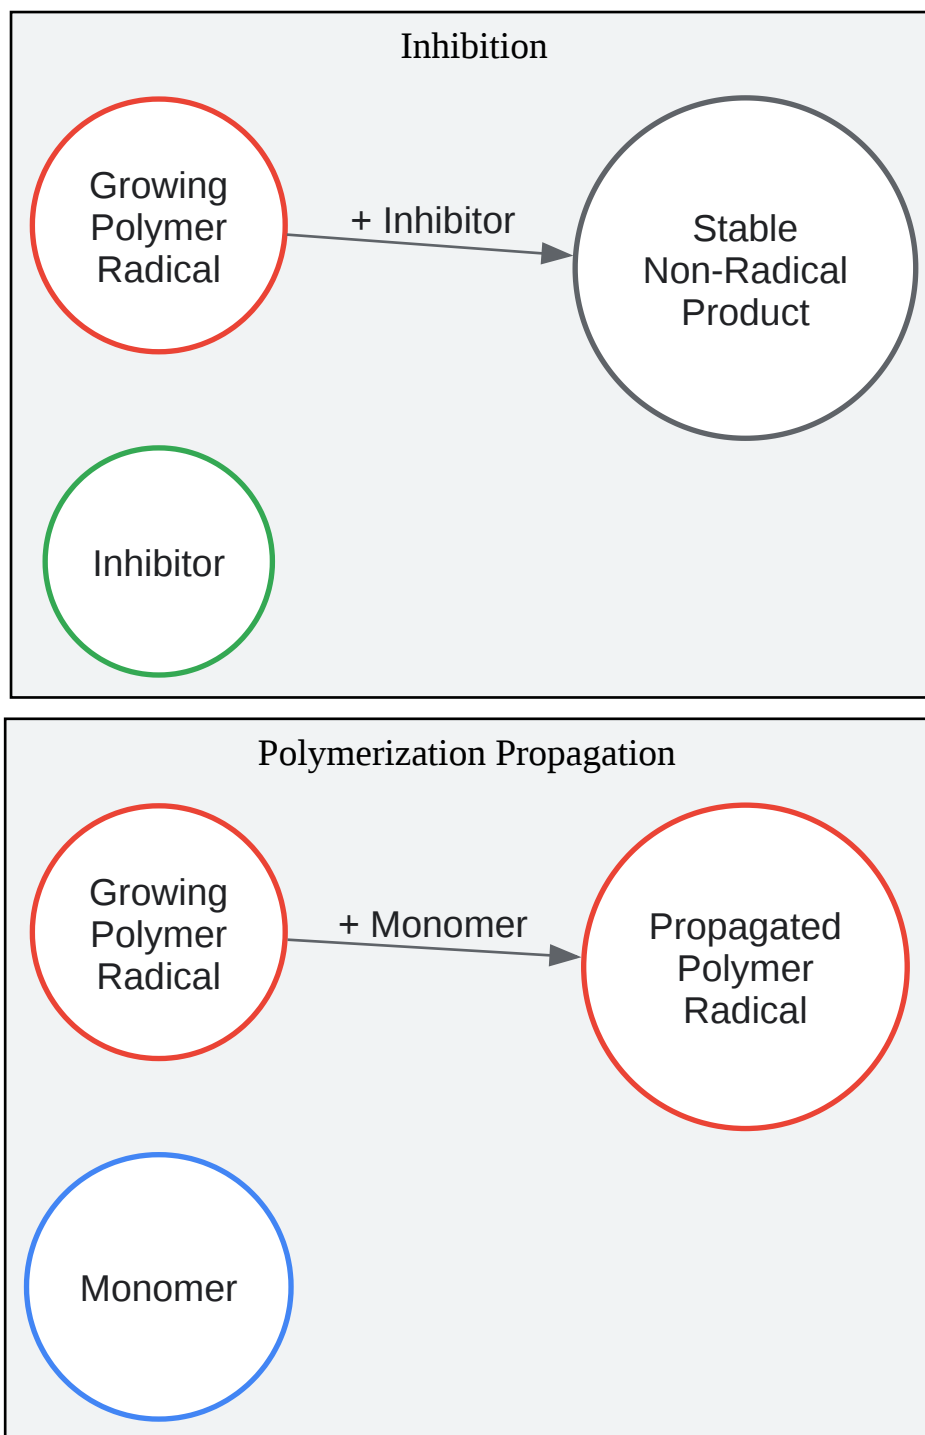 Inhibition
Growing
Polymer
Radical
+ Inhibitor
Stable
Non-Radical
Product
Inhibitor
Polymerization Propagation
Growing
Polymer
Radical
+ Monomer
Propagated
Polymer
Radical
Monomer